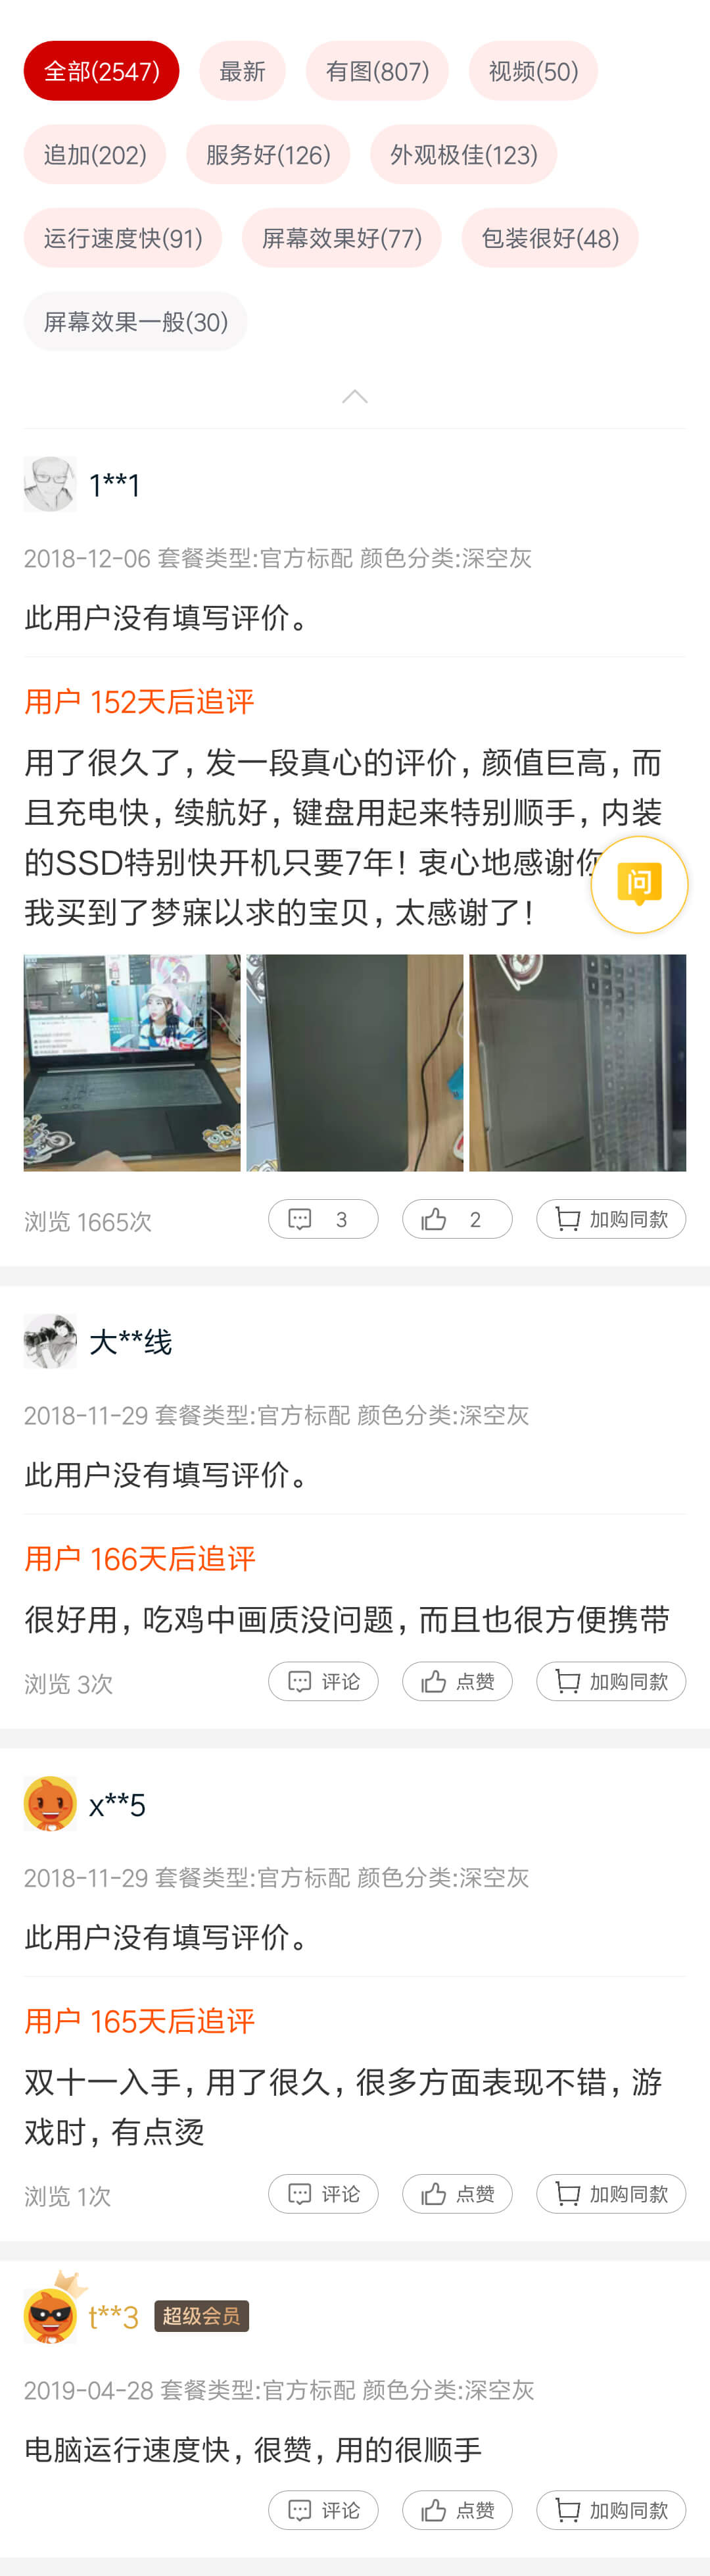 全部(2547)
最新
有图(807)
视频(50)
追加(202)
服务好(126)
外观极佳(123)
运行速度快(91)
屏幕效果好(77)
包装很好(48)
屏幕效果一般(30)
1**1
2018-12-06 套餐类型:官方标配 颜色分类:深空灰
此用户没有填写评价。
用户 152天后追评
用了很久了，发一段真心的评价，颜值巨高，而
且充电快，续航好，键盘用起来特别顺手，内装
的SSD特别快开机只要7年！衷心地感谢你
问
我买到了梦寐以求的宝贝，太感谢了！
浏览 1665次
3
2
加购同款
大**线
2018-11-29 套餐类型:官方标配 颜色分类:深空灰
此用户没有填写评价。
用户 166天后追评
很好用，吃鸡中画质没问题，而且也很方便携带
浏览 3次
评论
点赞
加购同款
x**5
2018-11-29 套餐类型:官方标配 颜色分类:深空灰
此用户没有填写评价。
用户 165天后追评
双十一入手，用了很久，很多方面表现不错，游
戏时，有点烫
浏览 1次
评论
点赞
加购同款
t**3
超级会员
2019-04-28 套餐类型:官方标配 颜色分类:深空灰
电脑运行速度快，很赞，用的很顺手
评论
点赞
加购同款